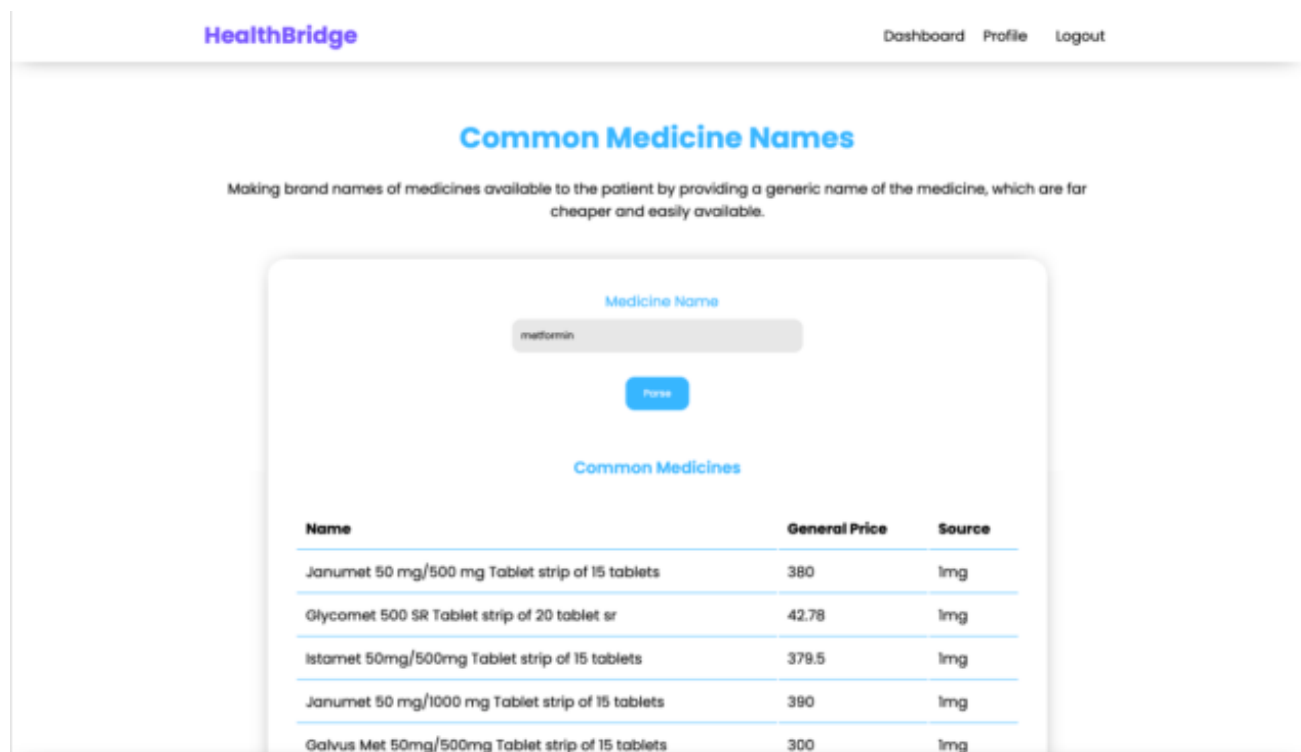 HealthBridge Dashboard Profile Logout
Common Medicine Names
Making brand names of medicines available to the patient by providing a generic name of the medicine, which are far
cheaper and easily available.
Medicine Name
metformin
Parse
Common Medicines
Name General Price Source
Janumet 50 mg/500 mg Tablet strip of 15 tablets 380 1mg
Glycomet 500 SR Tablet strip of 20 tablet sr 42.78 1mg
Istamet 50mg/500mg Tablet strip of 15 tablets 379.5 1mg
Janumet 50 mg/1000 mg Tablet strip of 15 tablets 390 1mg
Galvus Met 50mg/500mg Tablet strip of 15 tablets 300 1mg